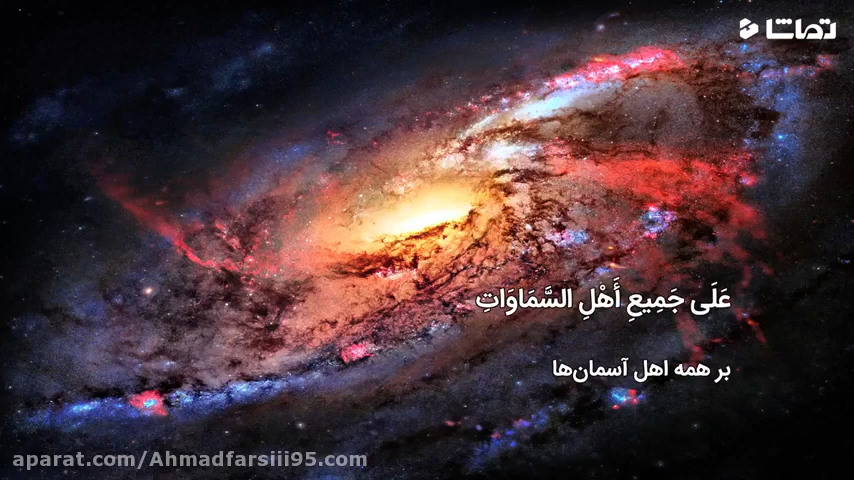 تماشا
عَلَى جَمِيعِ أَهْلِ السَّمَاوَاتِ
بر همه اهل آسمان‌ها
aparat.com/Ahmadfarsiii95.com